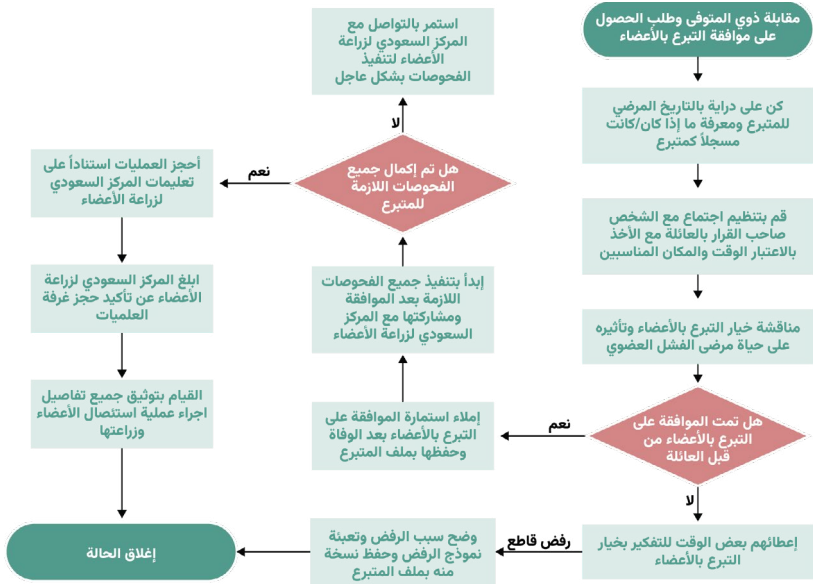 مقابلة ذوي المتوفى وطلب الحصول
على موافقة التبرع بالأعضاء
كن على دراية بالتاريخ المرضي
للمتبرع ومعرفة ما إذا كان/كانت
مسجلاً كمتبرع
قم بتنظيم اجتماع مع الشخص
صاحب القرار بالعائلة مع الأخذ
بالاعتبار الوقت والمكان المناسبين
مناقشة خيار التبرع بالأعضاء وتأثيره
على حياة مرضى الفشل العضوي
هل تمت الموافقة على
التبرع بالأعضاء من
قبل العائلة
نعم
لا
إعطائهم بعض الوقت للتفكير بخيار
التبرع بالأعضاء
رفض قاطع
وضح سبب الرفض وتعبئة
نموذج الرفض وحفظ نسخة
منه بملف المتبرع
إملاء استمارة الموافقة على
التبرع بالأعضاء بعد الوفاة
وحفظها بملف المتبرع
إبدأ بتنفيذ جميع الفحوصات
اللازمة بعد الموافقة
ومشاركتها مع المركز
السعودي لزراعة الأعضاء
هل تم إكمال جميع
الفحوصات اللازمة
للمتبرع
لا
استمر بالتواصل مع
المركز السعودي لزراعة
الأعضاء لتنفيذ
الفحوصات بشكل عاجل
نعم
أحجز العمليات استناداً على
تعليمات المركز السعودي
لزراعة الأعضاء
ابلغ المركز السعودي لزراعة
الأعضاء عن تأكيد حجز غرفة
العلميات
القيام بتوثيق جميع تفاصيل
اجراء عملية استئصال الأعضاء
وزراعتها
إغلاق الحالة